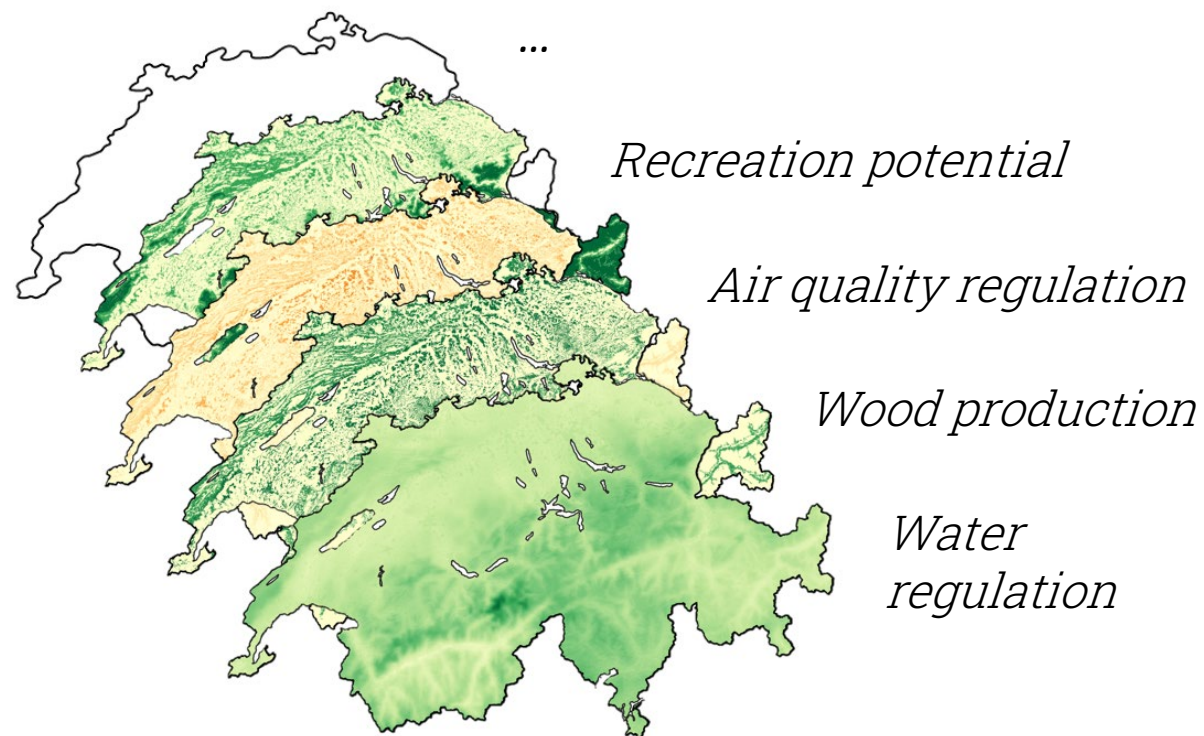 ...
Recreation potential
Air quality regulation
Wood production
Water
regulation